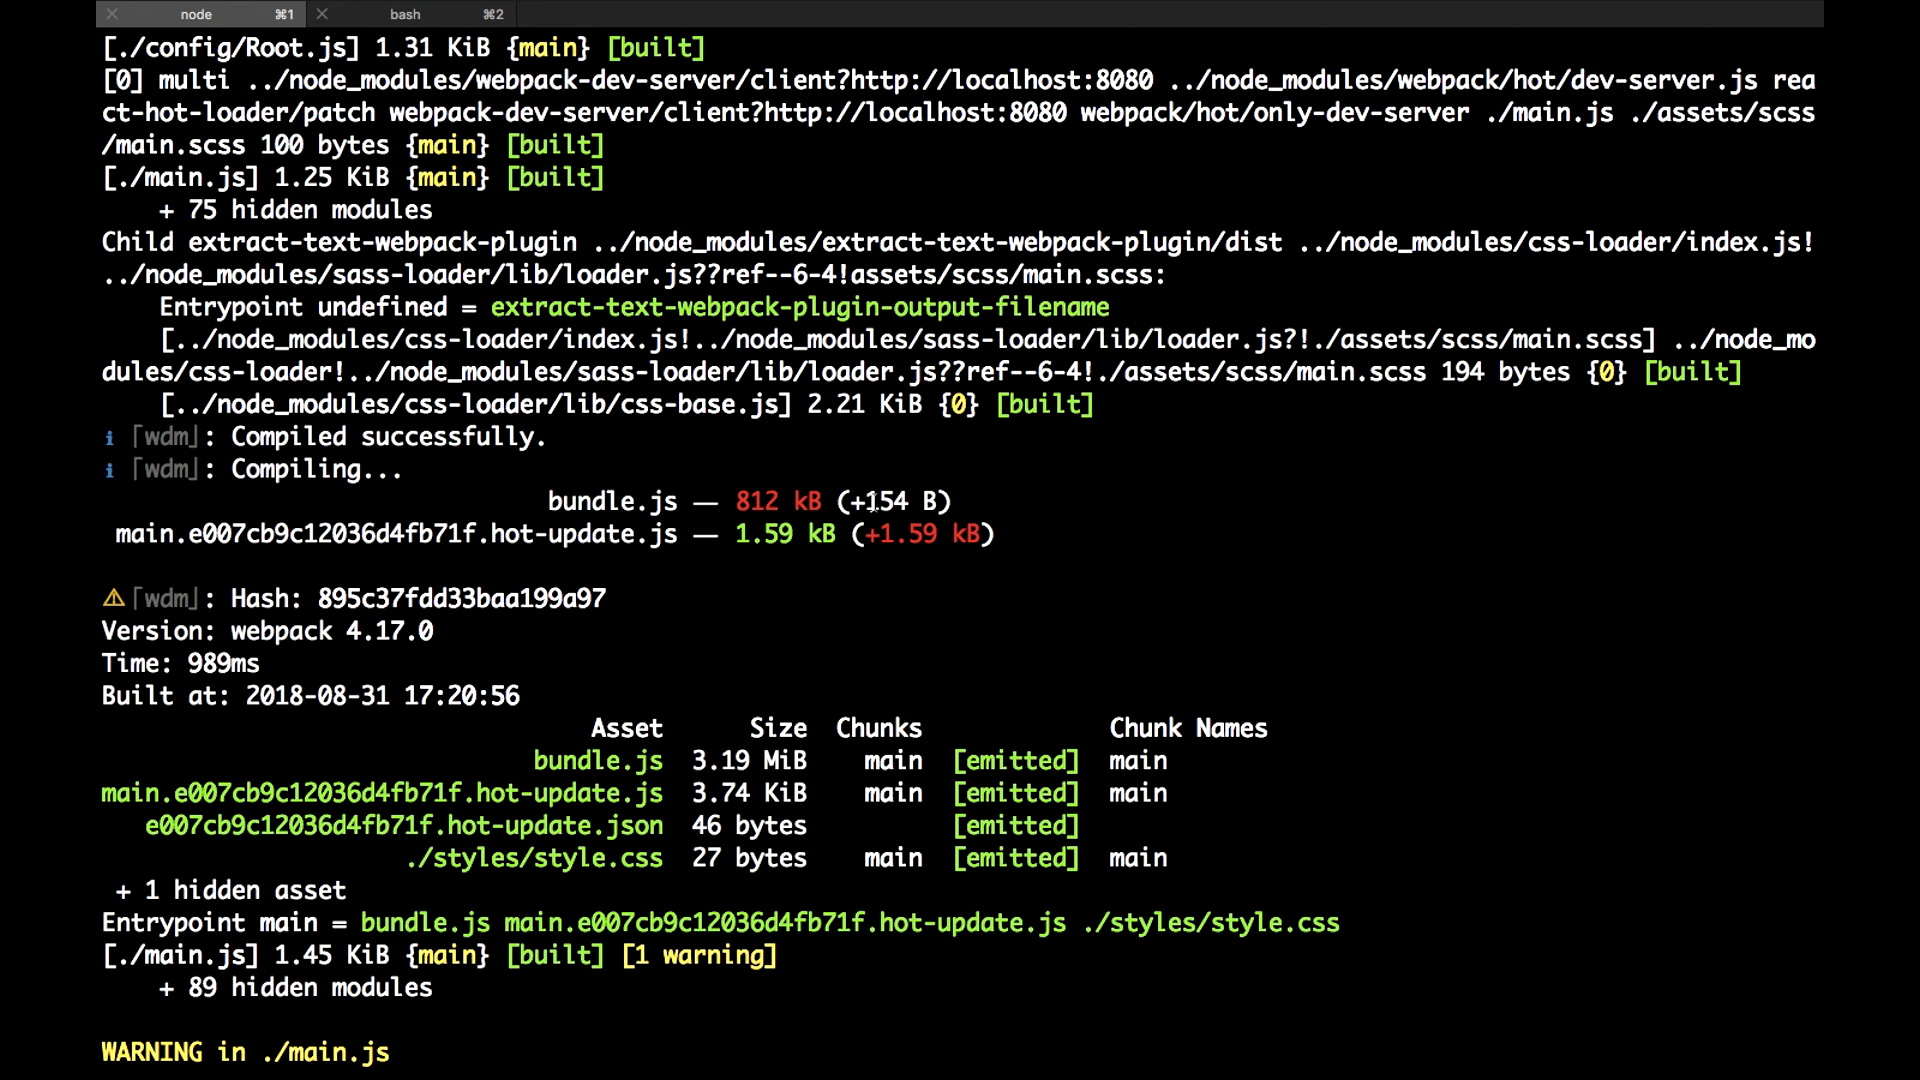 node ⌘1 bash ⌘2
[./config/Root.js] 1.31 KiB {main} [built]
[0] multi ../node_modules/webpack-dev-server/client?http://localhost:8080 ../node_modules/webpack/hot/dev-server.js rea
ct-hot-loader/patch webpack-dev-server/client?http://localhost:8080 webpack/hot/only-dev-server ./main.js ./assets/scss
/main.scss 100 bytes {main} [built]
[./main.js] 1.25 KiB {main} [built]
+ 75 hidden modules
Child extract-text-webpack-plugin ../node_modules/extract-text-webpack-plugin/dist ../node_modules/css-loader/index.js!
../node_modules/sass-loader/lib/loader.js??ref--6-4!assets/scss/main.scss:
Entrypoint undefined = extract-text-webpack-plugin-output-filename
[../node_modules/css-loader/index.js!../node_modules/sass-loader/lib/loader.js?!./assets/scss/main.scss] ../node_mo
dules/css-loader!../node_modules/sass-loader/lib/loader.js??ref--6-4!./assets/scss/main.scss 194 bytes {0} [built]
[../node_modules/css-loader/lib/css-base.js] 2.21 KiB {0} [built]
ℹ ｢wdm｣: Compiled successfully.
ℹ ｢wdm｣: Compiling...
bundle.js — 812 kB (+154 B)
main.e007cb9c12036d4fb71f.hot-update.js — 1.59 kB (+1.59 kB)
⚠ ｢wdm｣: Hash: 895c37fdd33baa199a97
Version: webpack 4.17.0
Time: 989ms
Built at: 2018-08-31 17:20:56
Asset Size Chunks Chunk Names
bundle.js 3.19 MiB main [emitted] main
main.e007cb9c12036d4fb71f.hot-update.js 3.74 KiB main [emitted] main
e007cb9c12036d4fb71f.hot-update.json 46 bytes [emitted]
./styles/style.css 27 bytes main [emitted] main
+ 1 hidden asset
Entrypoint main = bundle.js main.e007cb9c12036d4fb71f.hot-update.js ./styles/style.css
[./main.js] 1.45 KiB {main} [built] [1 warning]
+ 89 hidden modules
WARNING in ./main.js